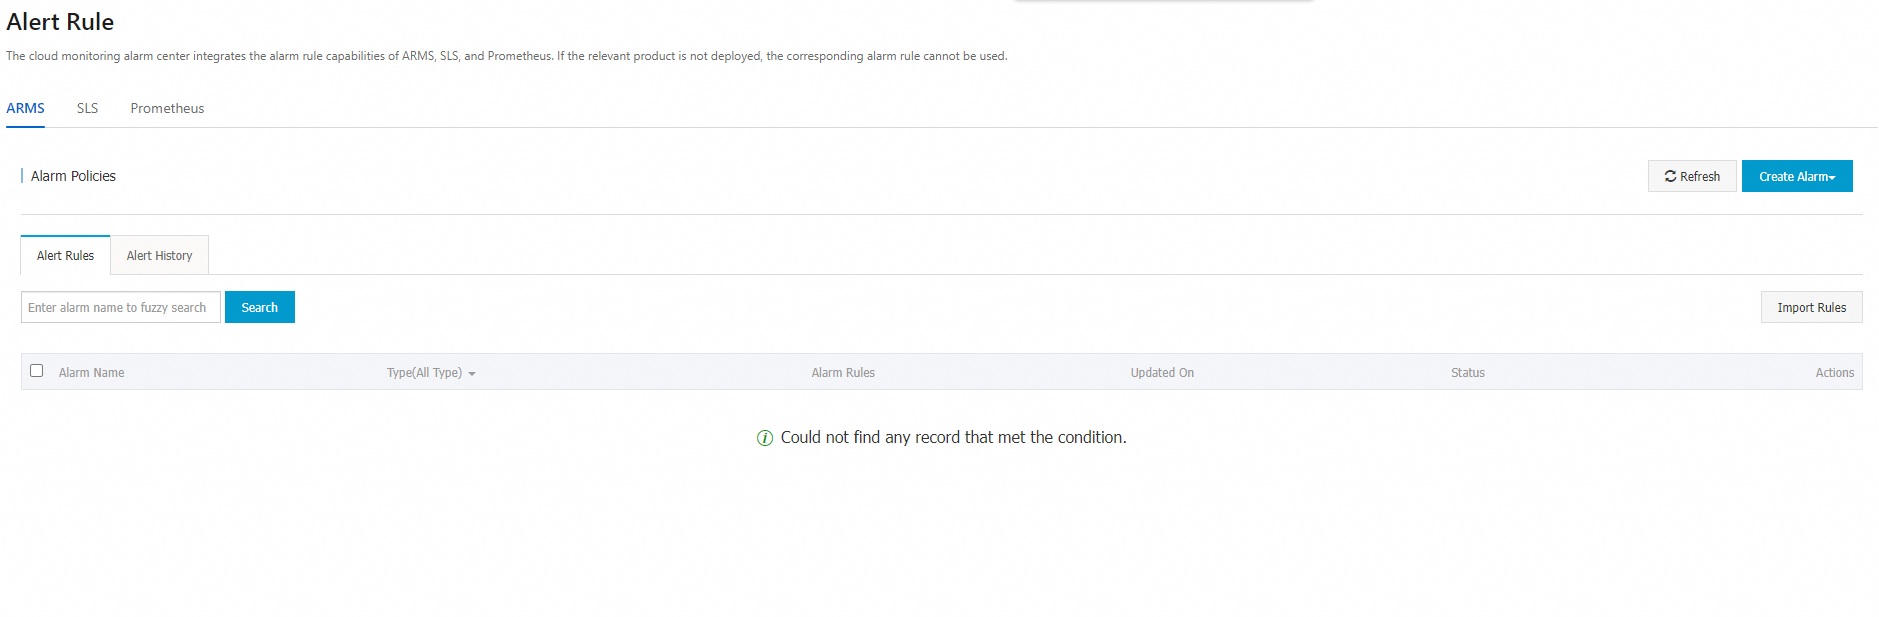 Alert Rule
The cloud monitoring alarm center integrates the alarm rule capabilities of ARMS, SLS, and Prometheus. If the relevant product is not deployed, the corresponding alarm rule cannot be used.
ARMS SLS Prometheus
Alarm Policies Refresh Create Alarm
Alert Rules Alert History
Enter alarm name to fuzzy search Search Import Rules
Alarm Name Type(All Type) Alarm Rules Updated On Status Actions
Could not find any record that met the condition.